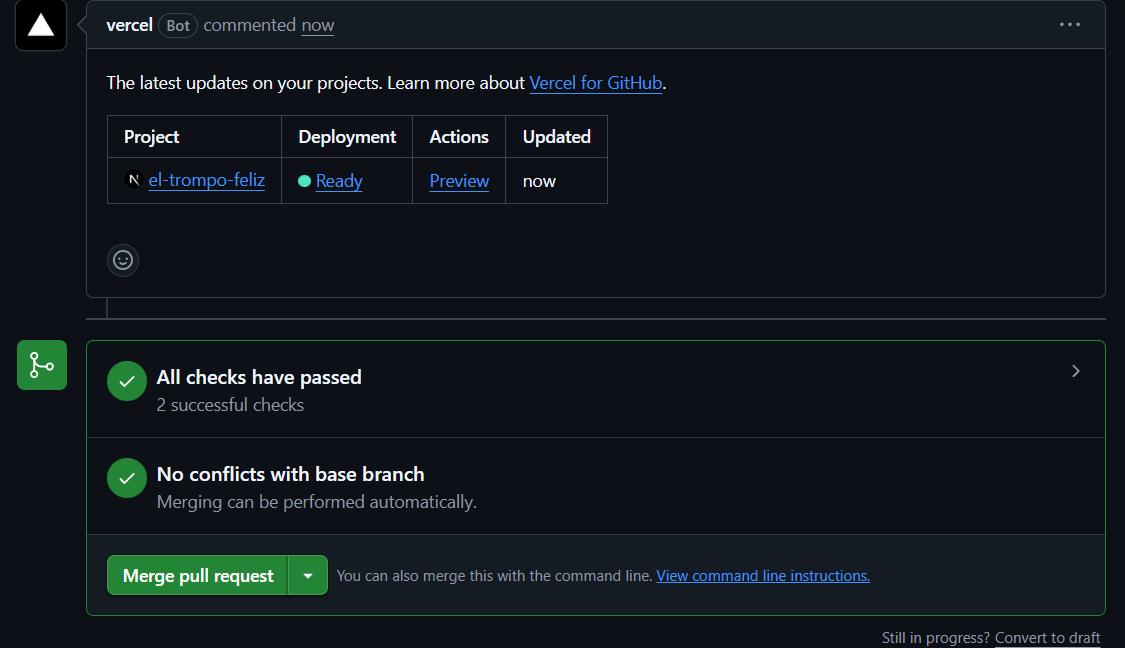 vercel Bot commented now
The latest updates on your projects. Learn more about Vercel for GitHub.
Project Deployment Actions Updated
N el-trompo-feliz Ready Preview now
All checks have passed
2 successful checks
No conflicts with base branch
Merging can be performed automatically.
Merge pull request You can also merge this with the command line. View command line instructions.
Still in progress? Convert to draft